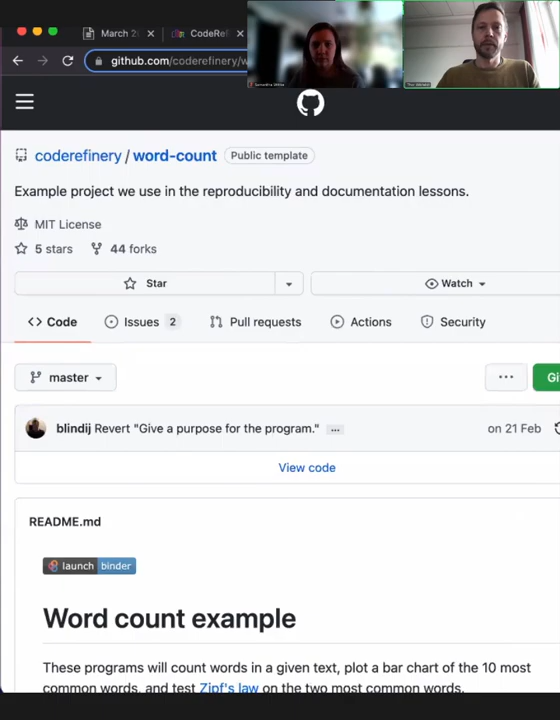 March 2
CodeRe
github.com/coderefinery/w
coderefinery / word-count Public template
Example project we use in the reproducibility and documentation lessons.
MIT License
5 stars 44 forks
Star Watch
Code Issues 2 Pull requests Actions Security
master ... Gi
blindij Revert "Give a purpose for the program." ... on 21 Feb
View code
README.md
launch binder
Word count example
These programs will count words in a given text, plot a bar chart of the 10 most
common words, and test Zipf's law on the two most common words.